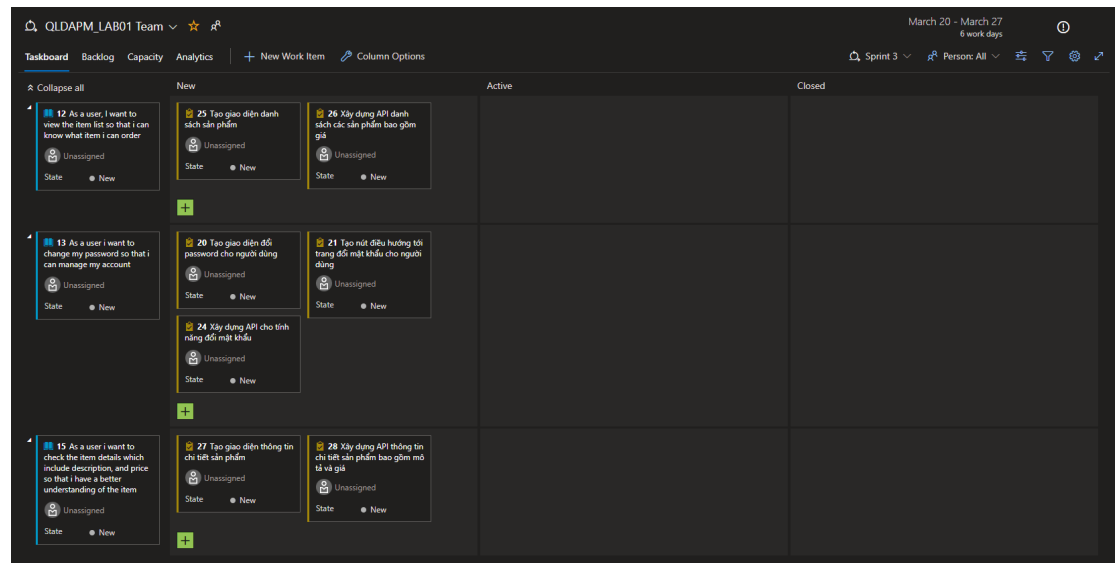 QLDAPM_LAB01 Team
March 20 - March 27
6 work days
Taskboard Backlog Capacity Analytics + New Work Item Column Options
Sprint 3 Person: All
Collapse all
New Active Closed
12 As a user, I want to
view the item list so that i can
know what item i can order
Unassigned
State New
25 Tạo giao diện danh
sách sản phẩm
Unassigned
State New
26 Xây dựng API danh
sách các sản phẩm bao gồm
giá
Unassigned
State New
+
13 As a user i want to
change my password so that i
can manage my account
Unassigned
State New
20 Tạo giao diện đổi
password cho người dùng
Unassigned
State New
21 Tạo nút điều hướng tới
trang đổi mật khẩu cho người
dùng
Unassigned
State New
24 Xây dựng API cho tính
năng đổi mật khẩu
Unassigned
State New
+
15 As a user i want to
check the item details which
include description, and price
so that i have a better
understanding of the item
Unassigned
State New
27 Tạo giao diện thông tin
chi tiết sản phẩm
Unassigned
State New
28 Xây dựng API thông tin
chi tiết sản phẩm bao gồm mô
tả và giá
Unassigned
State New
+